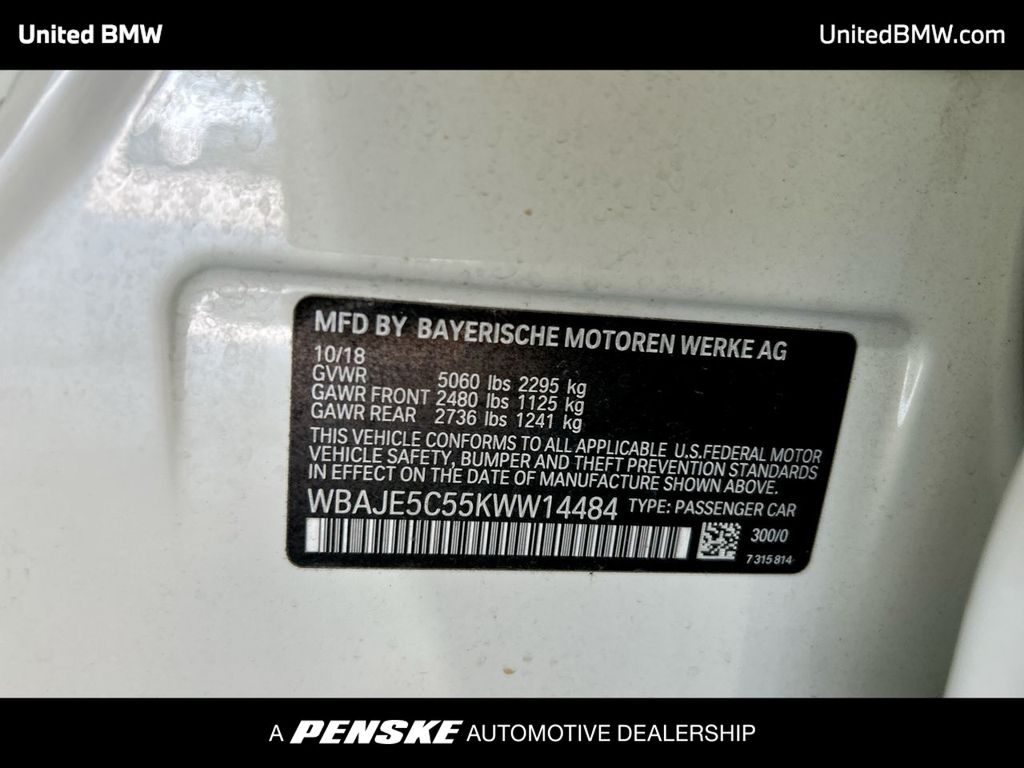 United BMW
UnitedBMW.com
MFD BY BAYERISCHE MOTOREN WERKE AG
10/18
GVWR 5060 lbs 2295 kg
GAWR FRONT 2480 lbs 1125 kg
GAWR REAR 2736 lbs 1241 kg
THIS VEHICLE CONFORMS TO ALL APPLICABLE U.S.FEDERAL MOTOR
VEHICLE SAFETY, BUMPER AND THEFT PREVENTION STANDARDS
IN EFFECT ON THE DATE OF MANUFACTURE SHOWN ABOVE.
WBAJE5C55KWW14484 TYPE: PASSENGER CAR
300/0
7315814
A PENSKE AUTOMOTIVE DEALERSHIP